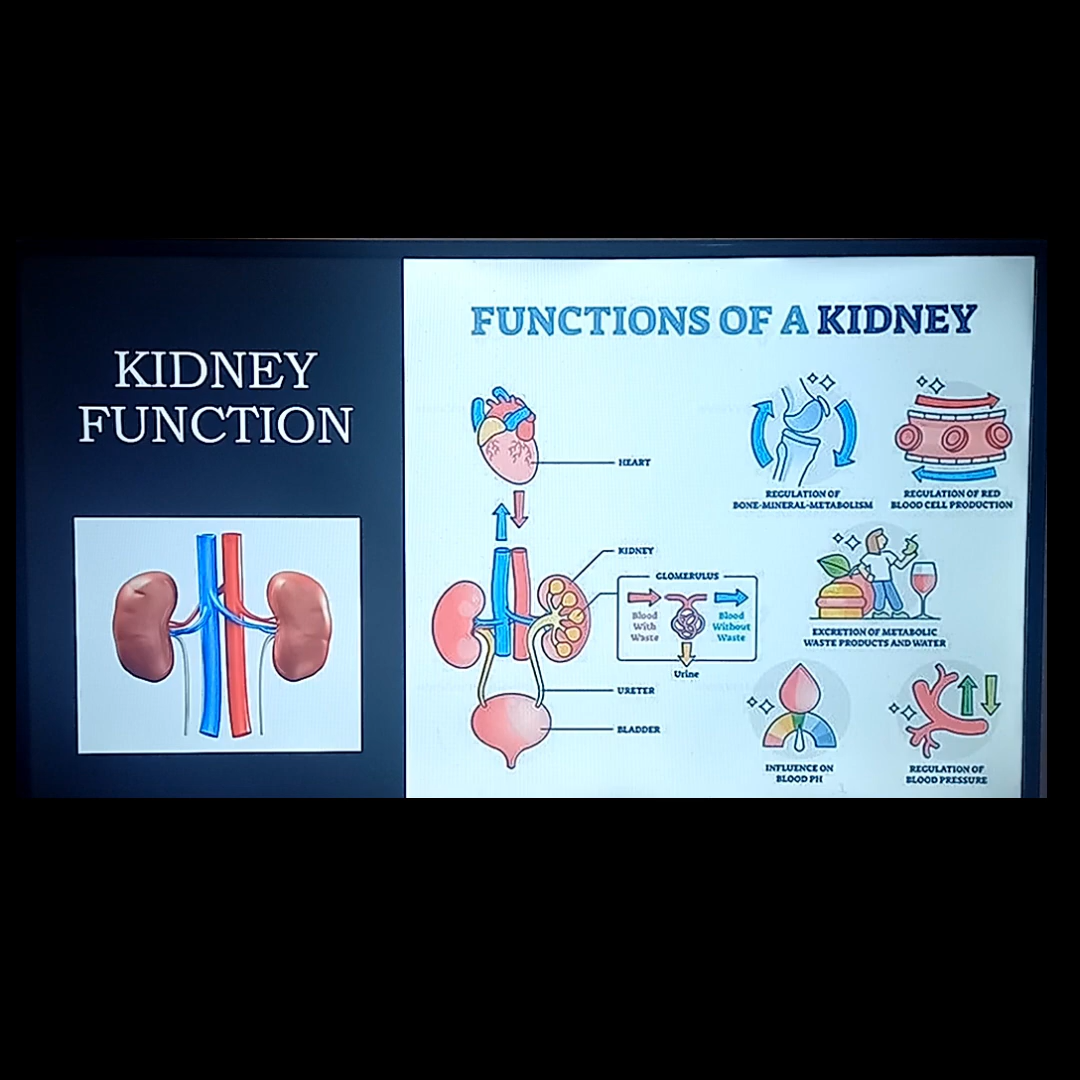 KIDNEY
FUNCTION
FUNCTIONS OF A KIDNEY
HEART
KIDNEY
GLOMERULUS
Blood
With
Waste
Blood
Without
Waste
Urine
URETER
BLADDER
REGULATION OF
BONE-MINERAL-METABOLISM
REGULATION OF RED
BLOOD CELL PRODUCTION
EXCRETION OF METABOLIC
WASTE PRODUCTS AND WATER
INFLUENCE ON
BLOOD PH
REGULATION OF
BLOOD PRESSURE